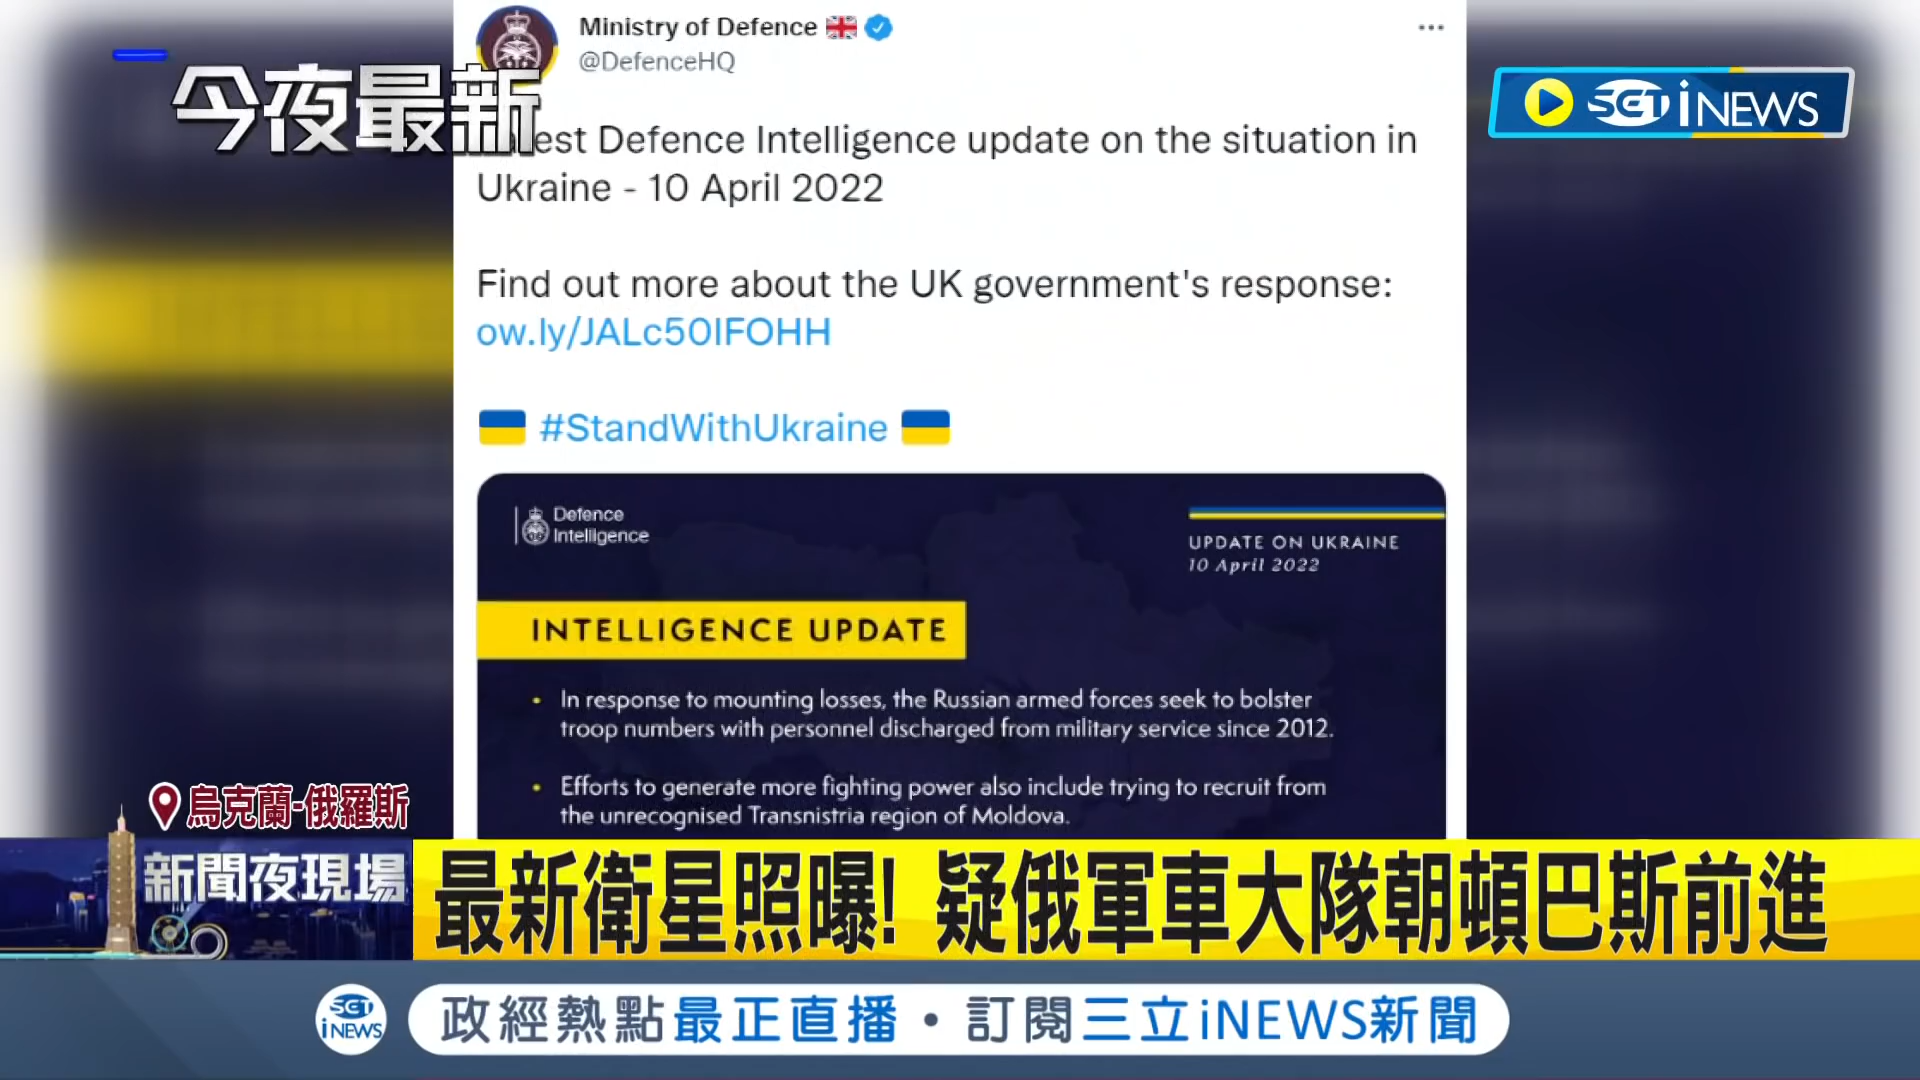 Ministry of Defence
@DefenceHQ
今夜最新
SET iNEWS
est Defence Intelligence update on the situation in
Ukraine - 10 April 2022
Find out more about the UK government's response:
ow.ly/JALc50IFOHH
#StandWithUkraine
Defence
Intelligence
UPDATE ON UKRAINE
10 April 2022
INTELLIGENCE UPDATE
• In response to mounting losses, the Russian armed forces seek to bolster
troop numbers with personnel discharged from military service since 2012.
• Efforts to generate more fighting power also include trying to recruit from
the unrecognised Transnistria region of Moldova.
烏克蘭-俄羅斯
新聞夜現場
最新衛星照曝! 疑俄軍車大隊朝頓巴斯前進
SET
iNEWS
政經熱點最正直播・訂閱三立iNEWS新聞